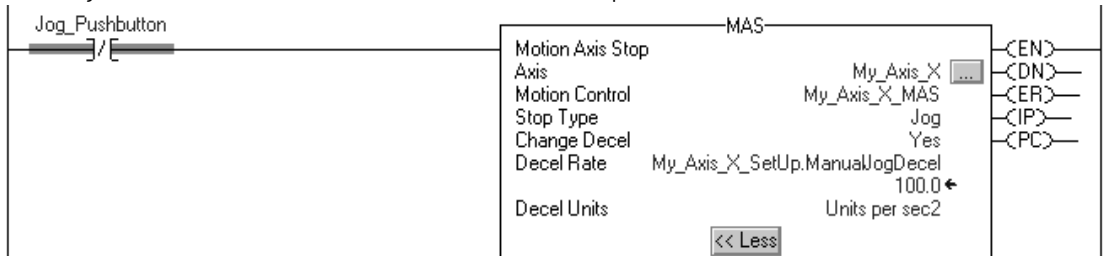 Jog_Pushbutton
MAS
Motion Axis Stop
Axis My_Axis_X ...
Motion Control My_Axis_X_MAS
Stop Type Jog
Change Decel Yes
Decel Rate My_Axis_X_SetUp.ManualJogDecel
100.0
Decel Units Units per sec2
<< Less
EN
DN
ER
IP
PC